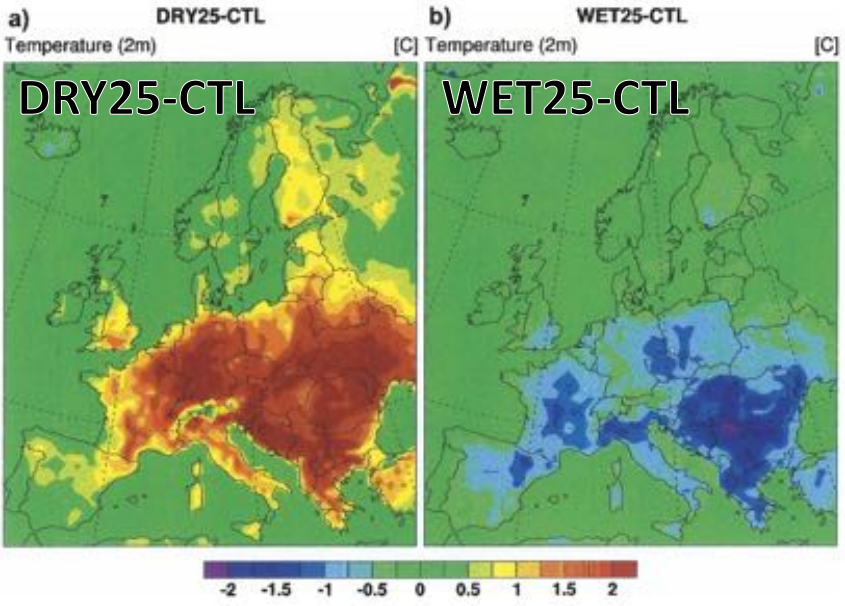 a) DRY25-CTL
Temperature (2m) [C]
DRY25-CTL
b) WET25-CTL
Temperature (2m) [C]
WET25-CTL
-2 -1.5 -1 -0.5 0 0.5 1 1.5 2